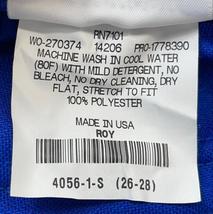 RN7101
WO-270374 14206 PRO-1778390
MACHINE WASH IN COOL WATER
(80F) WITH MILD DETERGENT, NO
BLEACH, NO DRY CLEANING, DRY
FLAT, STRETCH TO FIT
100% POLYESTER
MADE IN USA
ROY
4056-1-S (26-28)